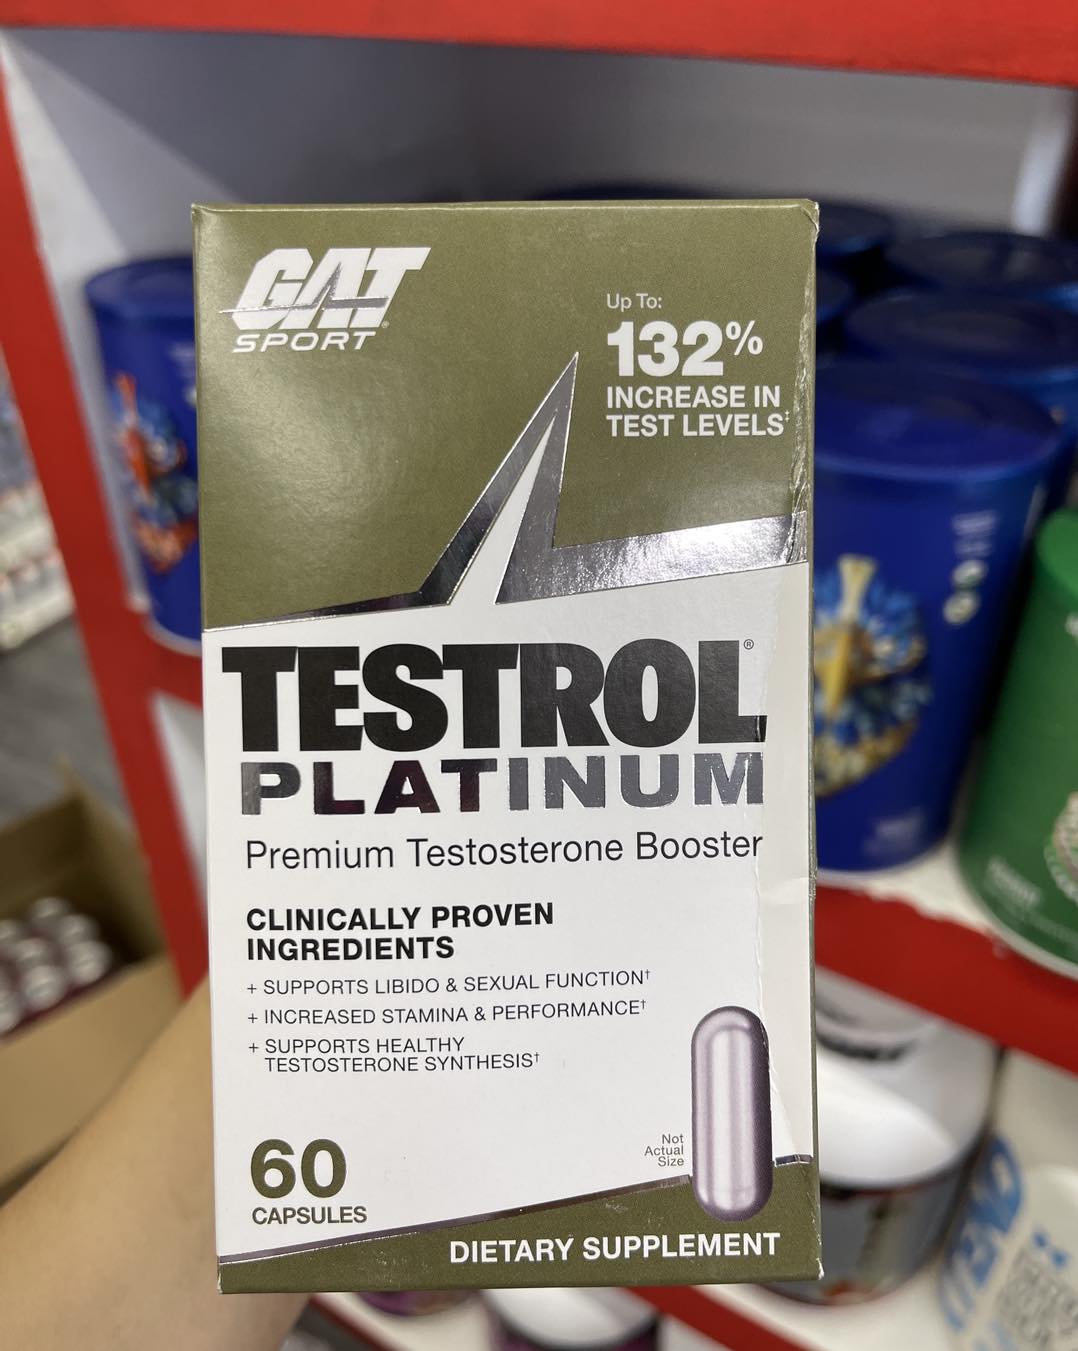 GAT
SPORT
Up To:
132%
INCREASE IN
TEST LEVELS‡
TESTROL®
PLATINUM
Premium Testosterone Booster
CLINICALLY PROVEN
INGREDIENTS
+ SUPPORTS LIBIDO & SEXUAL FUNCTION†
+ INCREASED STAMINA & PERFORMANCE†
+ SUPPORTS HEALTHY
TESTOSTERONE SYNTHESIS†
Not
Actual
Size
60
CAPSULES
DIETARY SUPPLEMENT